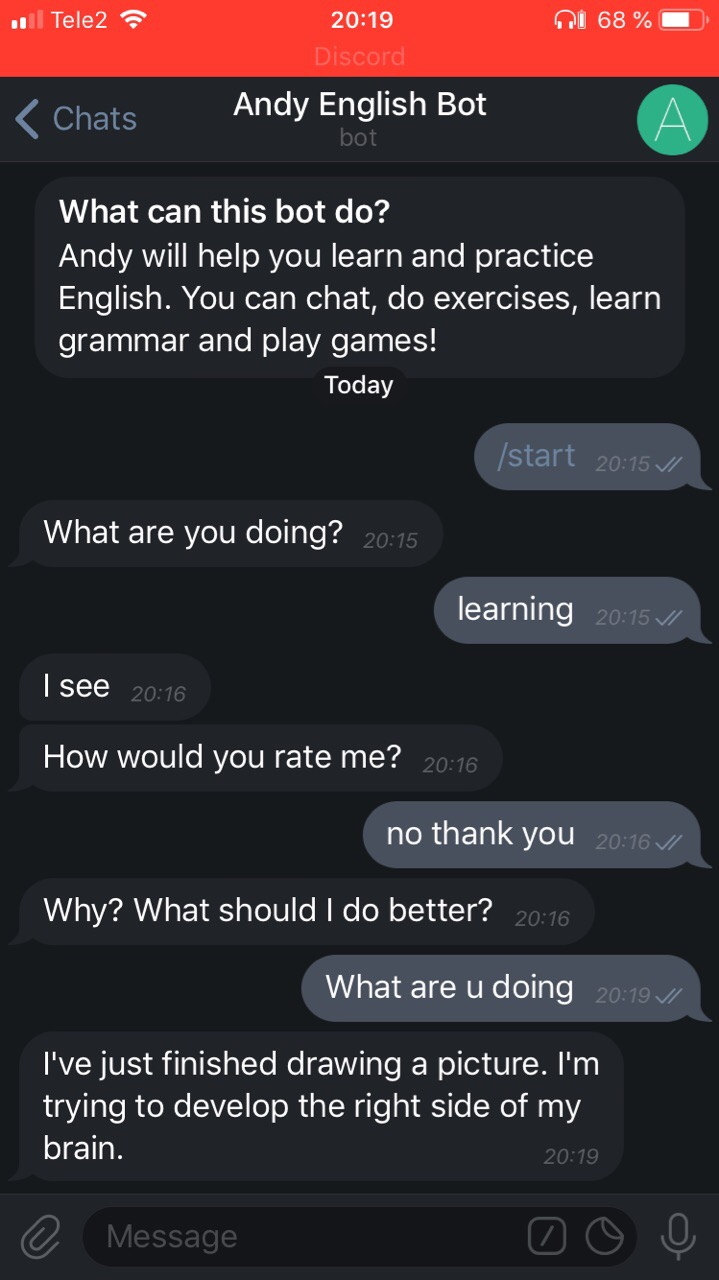 Tele2 20:19 68 %
Discord
Chats Andy English Bot A
bot
What can this bot do?
Andy will help you learn and practice
English. You can chat, do exercises, learn
grammar and play games!
Today
/start 20:15
What are you doing? 20:15
learning 20:15
I see 20:16
How would you rate me? 20:16
no thank you 20:16
Why? What should I do better? 20:16
What are u doing 20:19
I've just finished drawing a picture. I'm
trying to develop the right side of my
brain. 20:19
Message